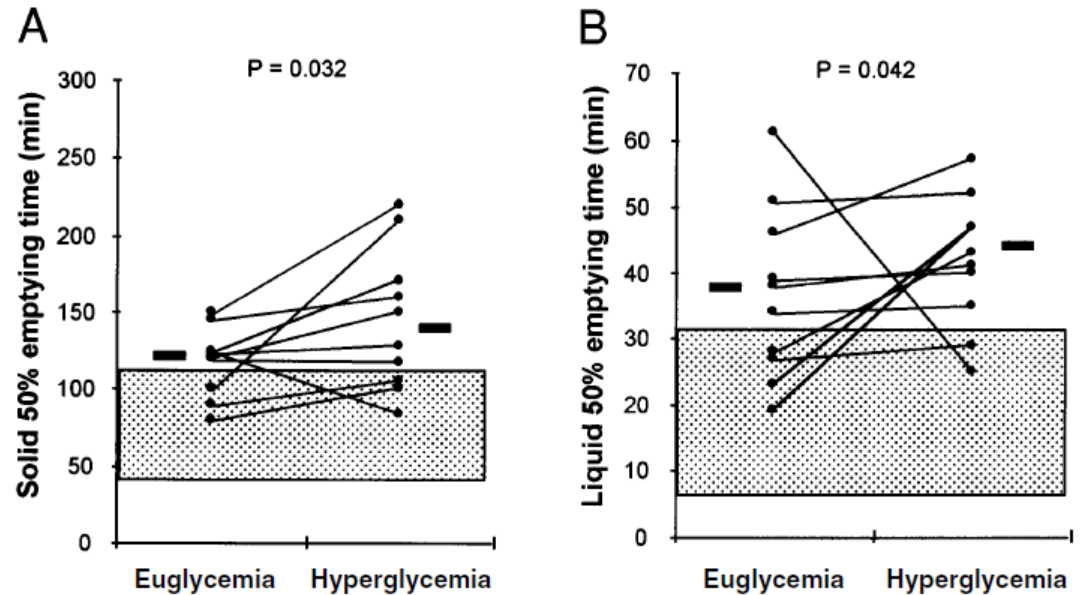 A
P = 0.032
Solid 50% emptying time (min)
300
250
200
150
100
50
0
Euglycemia Hyperglycemia
B
P = 0.042
Liquid 50% emptying time (min)
70
60
50
40
30
20
10
0
Euglycemia Hyperglycemia